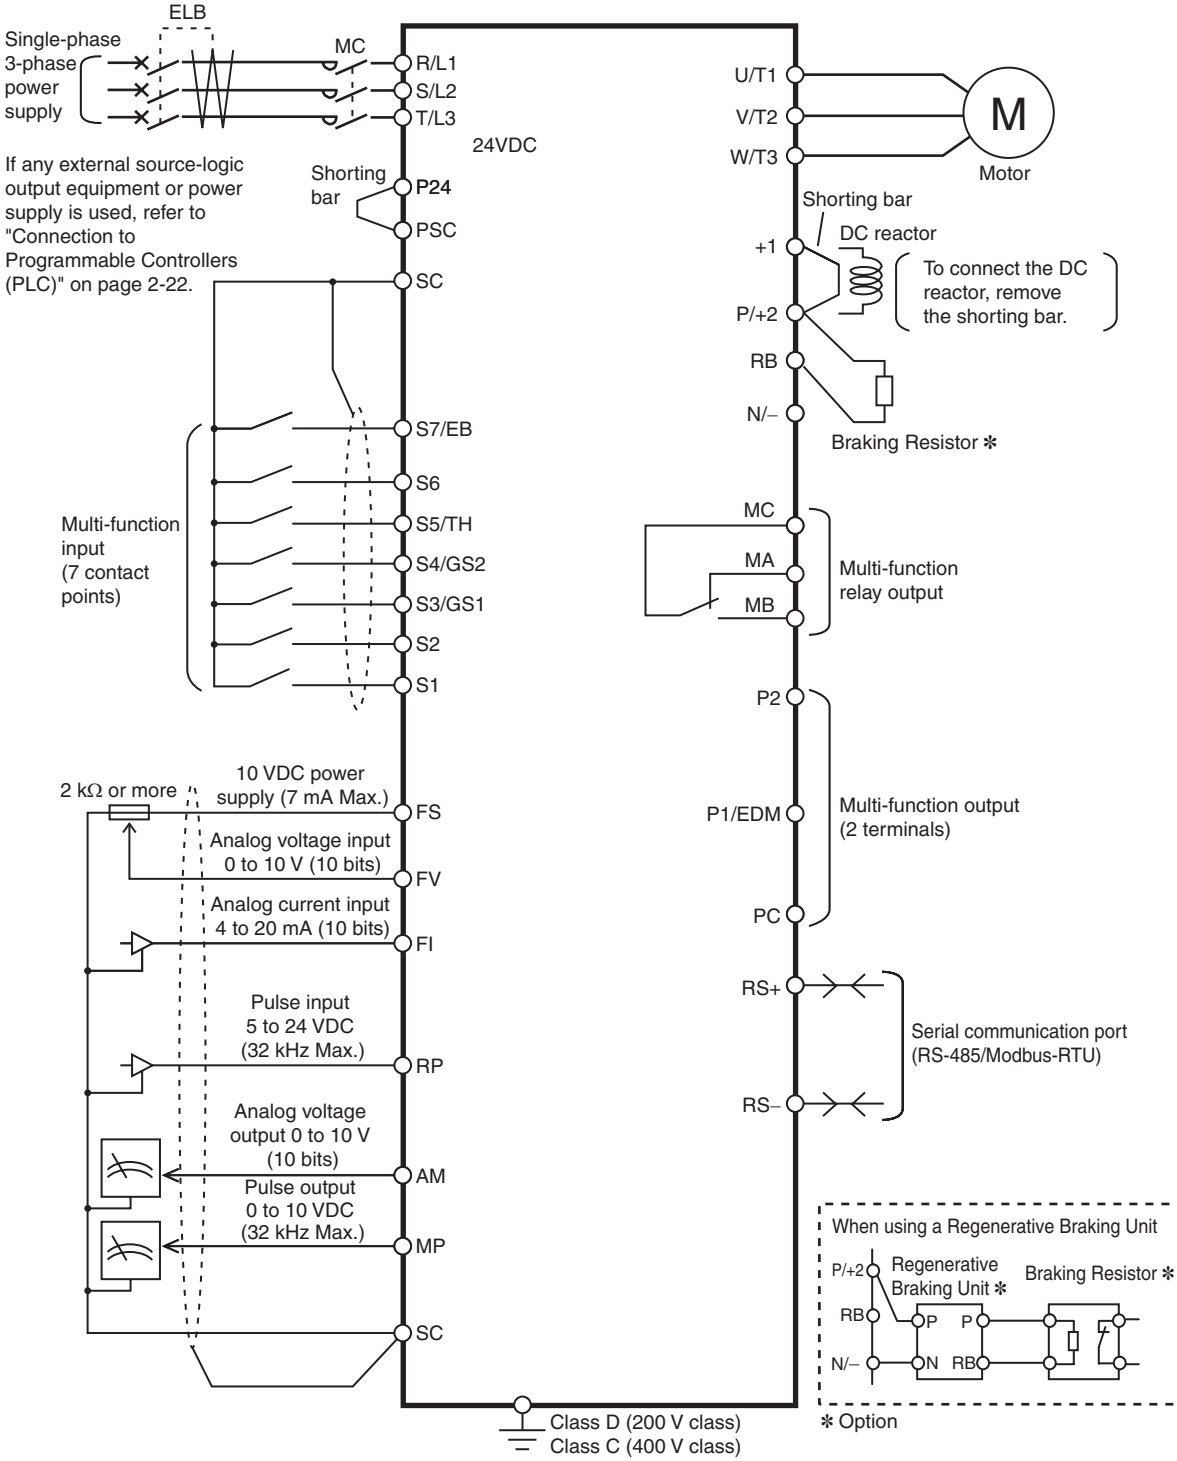 ELB
Single-phase
3-phase
power
supply
MC
R/L1
S/L2
T/L3
24VDC
If any external source-logic
output equipment or power
supply is used, refer to
"Connection to
Programmable Controllers
(PLC)" on page 2-22.
Shorting
bar
P24
PSC
SC
S7/EB
S6
S5/TH
S4/GS2
S3/GS1
S2
S1
Multi-function
input
(7 contact
points)
2 kΩ or more
10 VDC power
supply (7 mA Max.)
FS
Analog voltage input
0 to 10 V (10 bits)
FV
Analog current input
4 to 20 mA (10 bits)
FI
Pulse input
5 to 24 VDC
(32 kHz Max.)
RP
Analog voltage
output 0 to 10 V
(10 bits)
AM
Pulse output
0 to 10 VDC
(32 kHz Max.)
MP
SC
U/T1
V/T2
W/T3
M
Motor
Shorting bar
+1
DC reactor
To connect the DC
reactor, remove
the shorting bar.
P/+2
RB
N/−
Braking Resistor ✻
MC
MA
MB
Multi-function
relay output
P2
P1/EDM
PC
Multi-function output
(2 terminals)
RS+
RS−
Serial communication port
(RS-485/Modbus-RTU)
When using a Regenerative Braking Unit
P/+2
Regenerative
Braking Unit ✻
Braking Resistor ✻
RB
P P
N/−
N RB
✻ Option
Class D (200 V class)
Class C (400 V class)